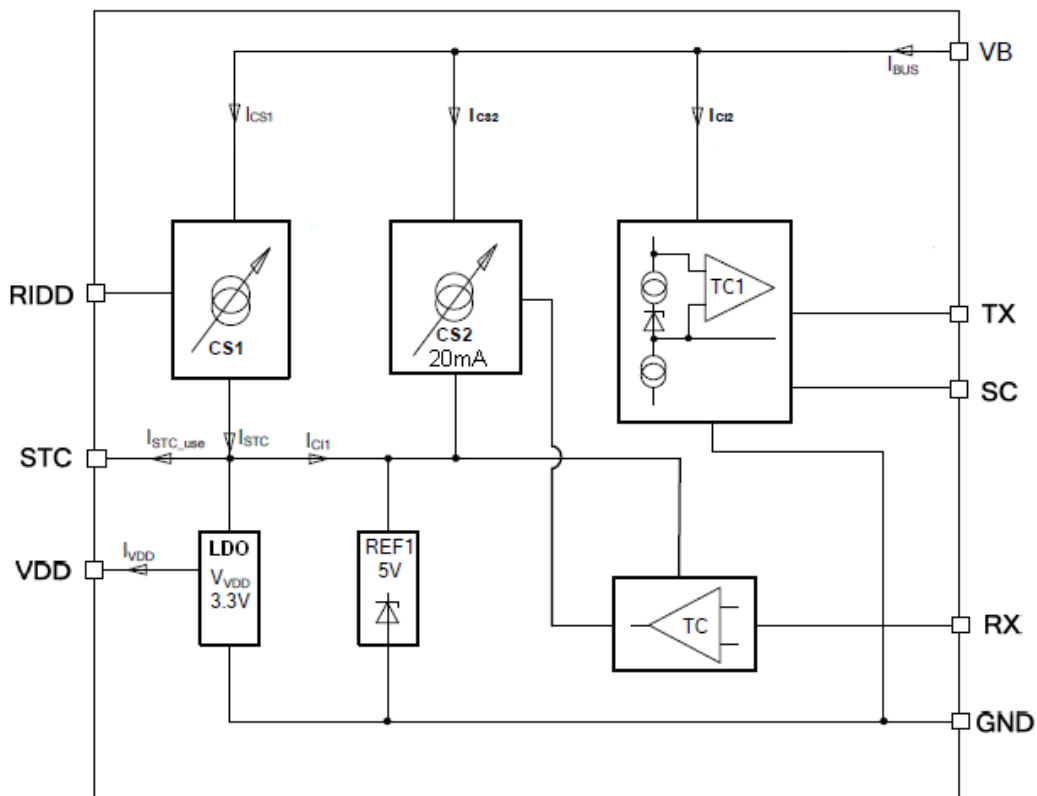 VB
IBUS
ICS1
ICS2
ICI2
RIDD
CS1
CS2
20mA
TC1
TX
SC
ISTC_use
ISTC
ICI1
STC
IVDD
VDD
LDO
VVDD
3.3V
REF1
5V
TC
RX
GND